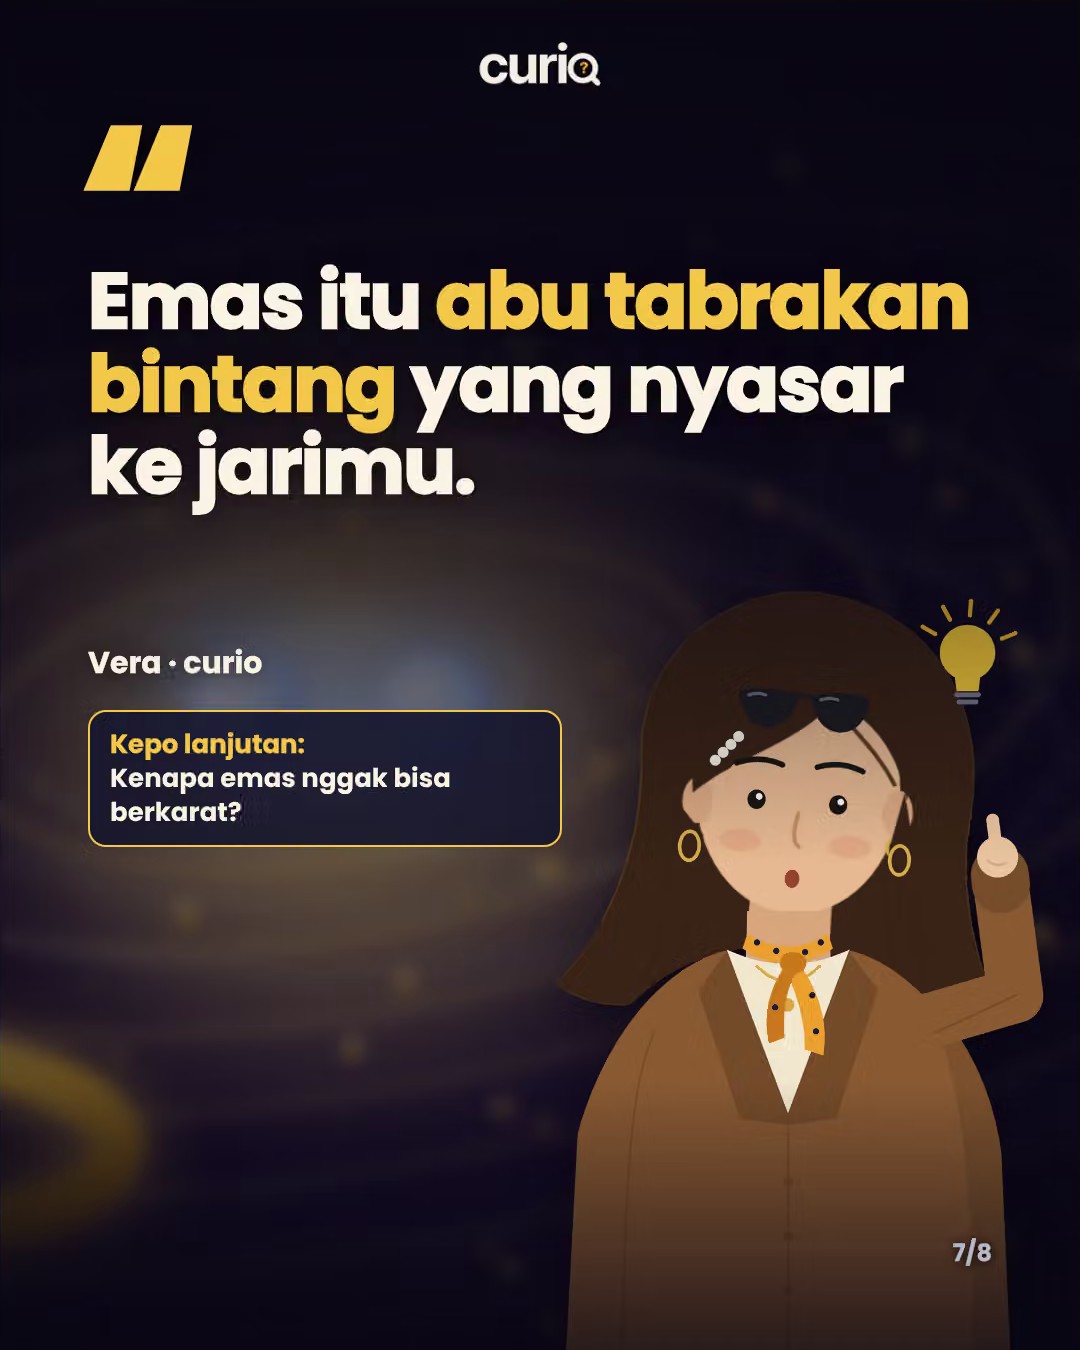 curio
Emas itu abu tabrakan
bintang yang nyasar
ke jarimu.
Vera · curio
Kepo lanjutan:
Kenapa emas nggak bisa
berkarat?
7/8